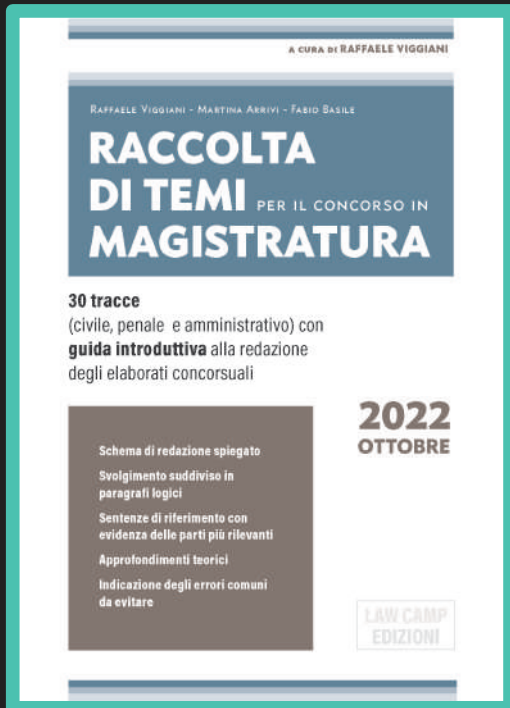 A CURA DI RAFFAELE VIGGIANI
RAFFAELE VIGGIANI - MARTINA ARRIVI - FABIO BASILE
RACCOLTA
DI TEMI PER IL CONCORSO IN
MAGISTRATURA
30 tracce
(civile, penale e amministrativo) con
guida introduttiva alla redazione
degli elaborati concorsuali
2022
OTTOBRE
Schema di redazione spiegato
Svolgimento suddiviso in
paragrafi logici
Sentenze di riferimento con
evidenza delle parti più rilevanti
Approfondimenti teorici
Indicazione degli errori comuni
da evitare
LAW CAMP
EDIZIONI